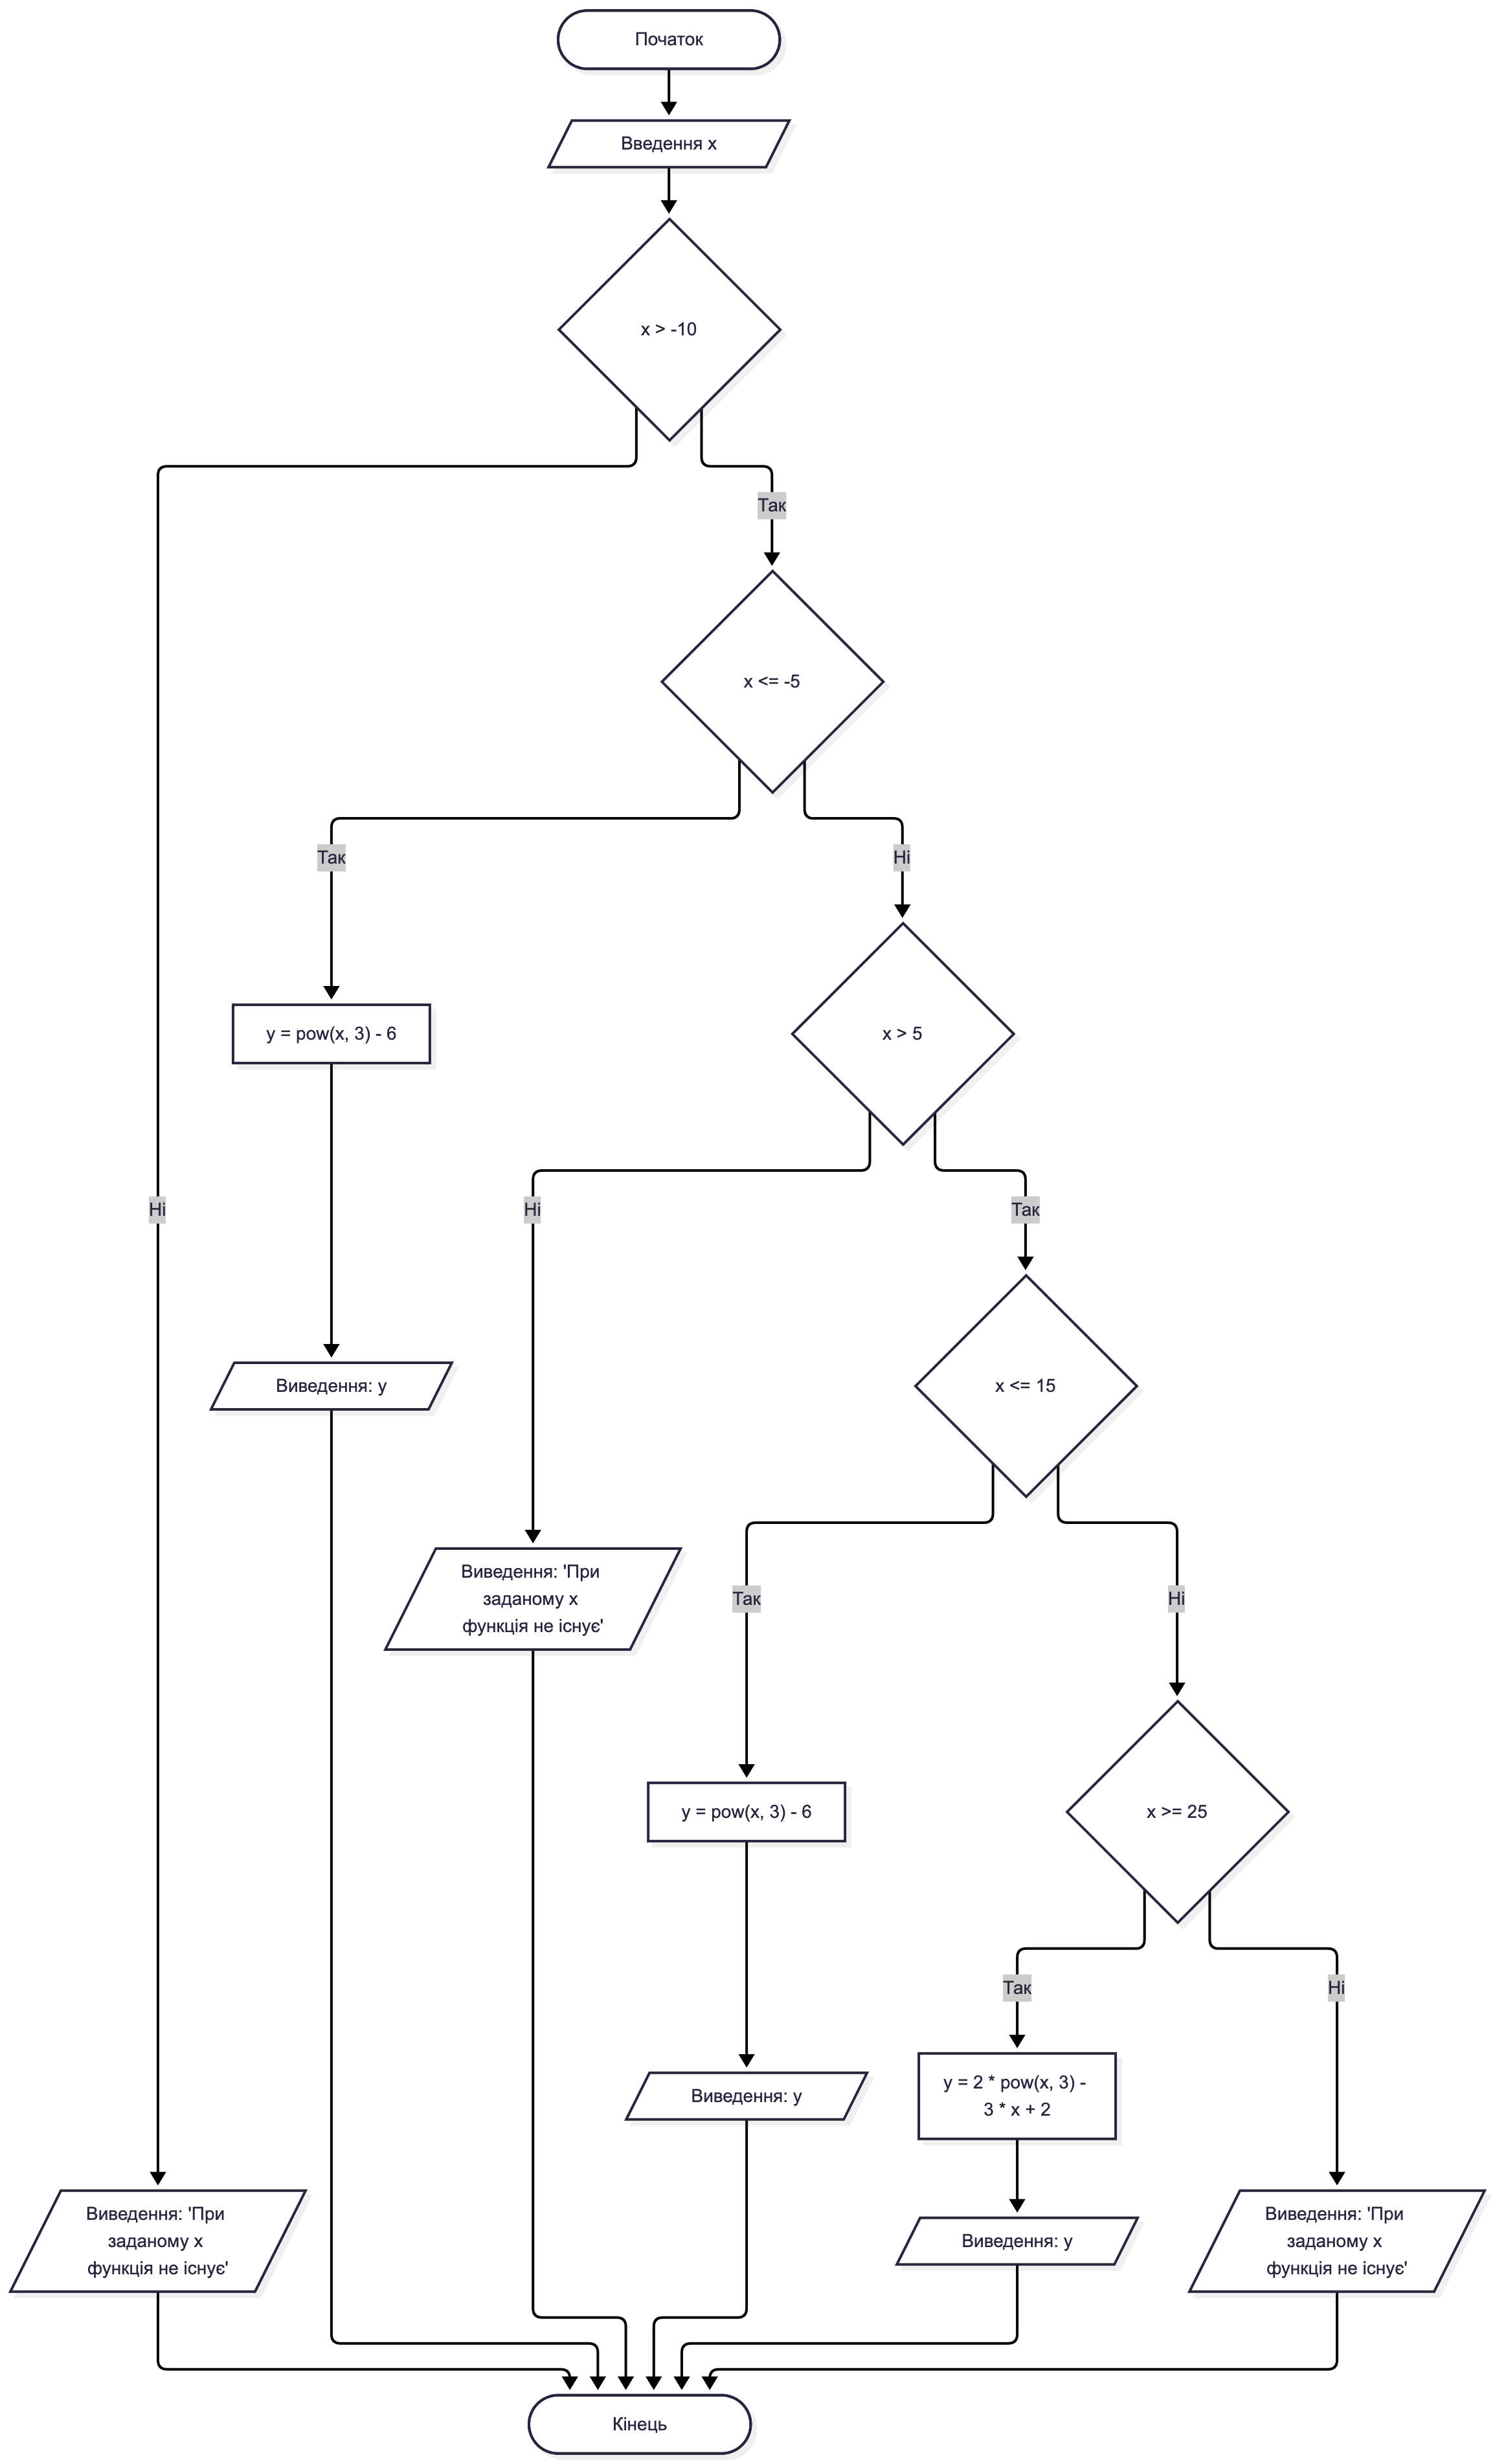 Початок
Введення x
x > -10
Так
x <= -5
Так
Ні
y = pow(x, 3) - 6
x > 5
Ні
Ні
Так
Виведення: y
x <= 15
Виведення: 'При
заданому x
функція не існує'
Так
Ні
y = pow(x, 3) - 6
x >= 25
Так
Ні
Виведення: y
y = 2 * pow(x, 3) -
3 * x + 2
Виведення: 'При
заданому x
функція не існує'
Виведення: y
Виведення: 'При
заданому x
функція не існує'
Кінець